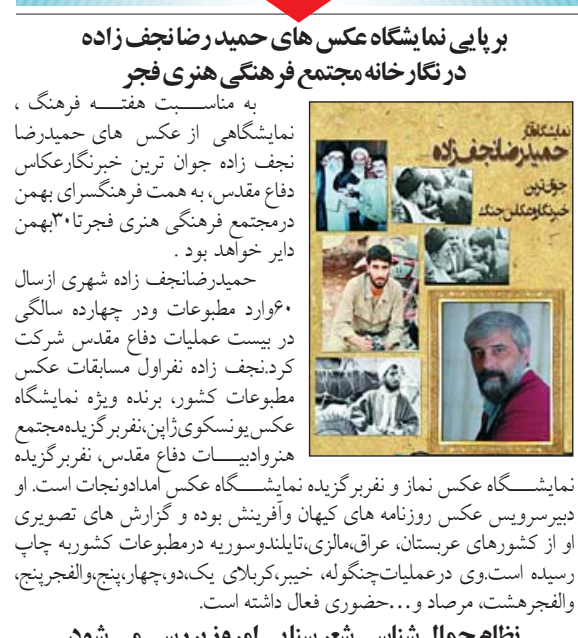 برپایی نمایشگاه عکس های حمید رضا نجف زاده
در نگارخانه مجتمع فرهنگی هنری فجر
به مناسبت هفته فرهنگ ،
نمایشگاهی از عکس های حمیدرضا
نجف زاده جوان ترین خبرنگارعکاس
دفاع مقدس، به همت فرهنگسرای بهمن
درمجتمع فرهنگی هنری فجرتا۳۰بهمن
دایر خواهد بود .
حمیدرضانجف زاده شهری ازسال
۶۰وارد مطبوعات ودر چهارده سالگی
در بیست عملیات دفاع مقدس شرکت
کرد.نجف زاده نفراول مسابقات عکس
مطبوعات کشور، برنده ویژه نمایشگاه
عکس یونسکوی ژاپن،نفربرگزیده‌مجتمع
هنروادبیات دفاع مقدس، نفربرگزیده
نمایشگاه عکس نماز و نفربرگزیده نمایشگاه عکس امدادونجات است. او
دبیرسرویس عکس روزنامه های کیهان وآفرینش بوده و گزارش های تصویری
او از کشورهای عربستان، عراق،مالزی،تایلندوسوریه درمطبوعات کشوربه چاپ
رسیده است.وی درعملیات‌چنگوله، خیبر،کربلای یک،دو،چهار،پنج،والفجرپنج،
والفجرهشت، مرصاد و...حضوری فعال داشته است.
نمایشگاه آثار
حمیدرضانجف‌زاده
جوان‌ترین
خبرنگاروعکاس جنگ